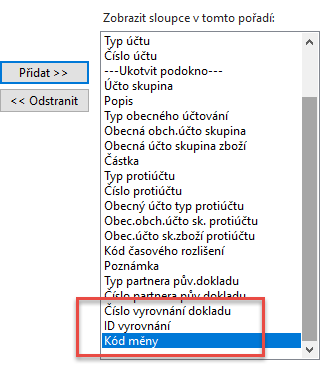 Zobrazit sloupce v tomto pořadí:
Typ účtu
Číslo účtu
Přidat >>
---Ukotvit podokno---
Účto skupina
<< Odstranit
Popis
Typ obecného účtování
Obecná obch.účto skupina
Obecná účto skupina zboží
Částka
Typ protiúčtu
Číslo protiúčtu
Obecný účto typ protiúčtu
Obec.obch.účto sk. protiúčtu
Obec.účto sk.zboží protiúčtu
Kód časového rozlišení
Poznámka
Typ partnera pův.dokladu
Číslo partnera pův.dokladu
Číslo vyrovnání dokladu
ID vyrovnání
Kód měny